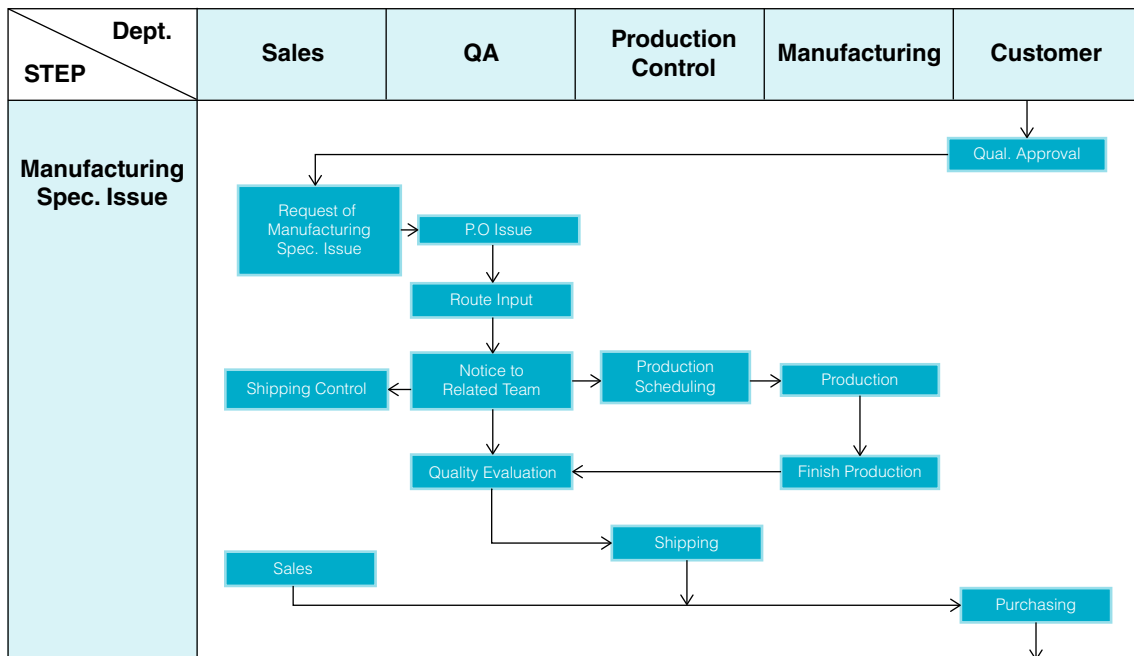 Dept.
STEP
Sales
QA
Production
Control
Manufacturing
Customer
Manufacturing
Spec. Issue
Qual. Approval
Request of
Manufacturing
Spec. Issue
P.O Issue
Route Input
Shipping Control
Notice to
Related Team
Production
Scheduling
Production
Quality Evaluation
Finish Production
Shipping
Sales
Purchasing